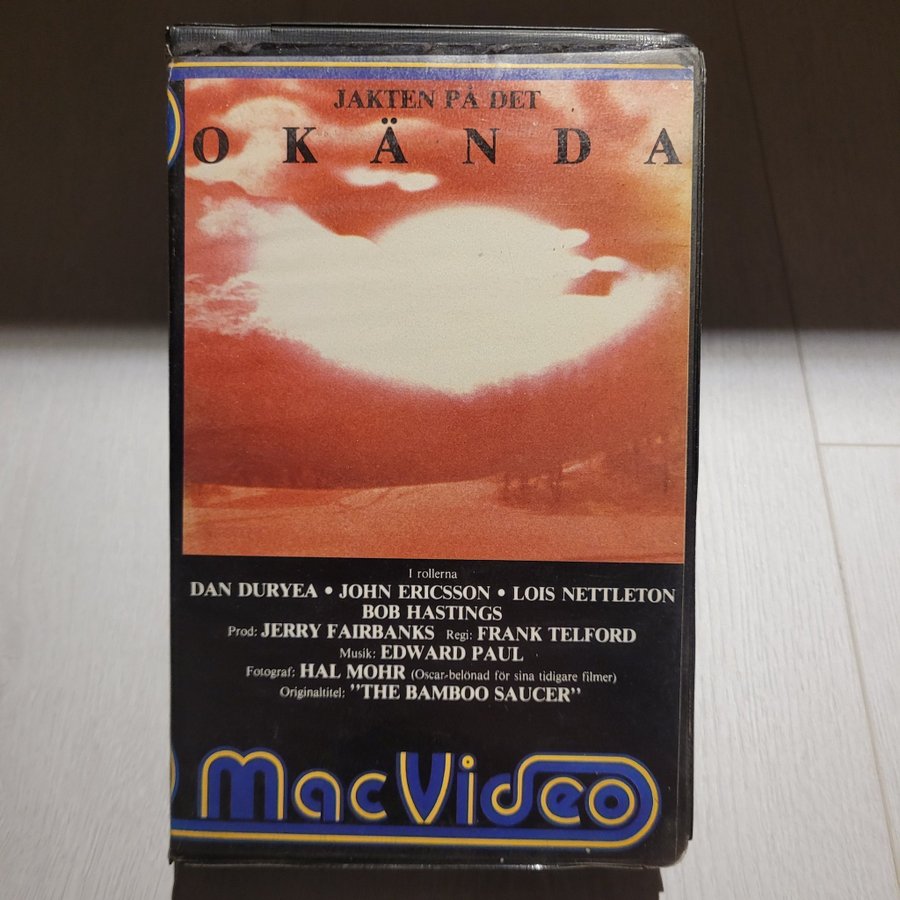 JAKTEN PÅ DET
OKÄNDA
I rollerna
DAN DURYEA • JOHN ERICSSON • LOIS NETTLETON
BOB HASTINGS
Prod: JERRY FAIRBANKS Regi: FRANK TELFORD
Musik: EDWARD PAUL
Fotograf: HAL MOHR (Oscar-belönad för sina tidigare filmer)
Originaltitel: "THE BAMBOO SAUCER"
MacVideo